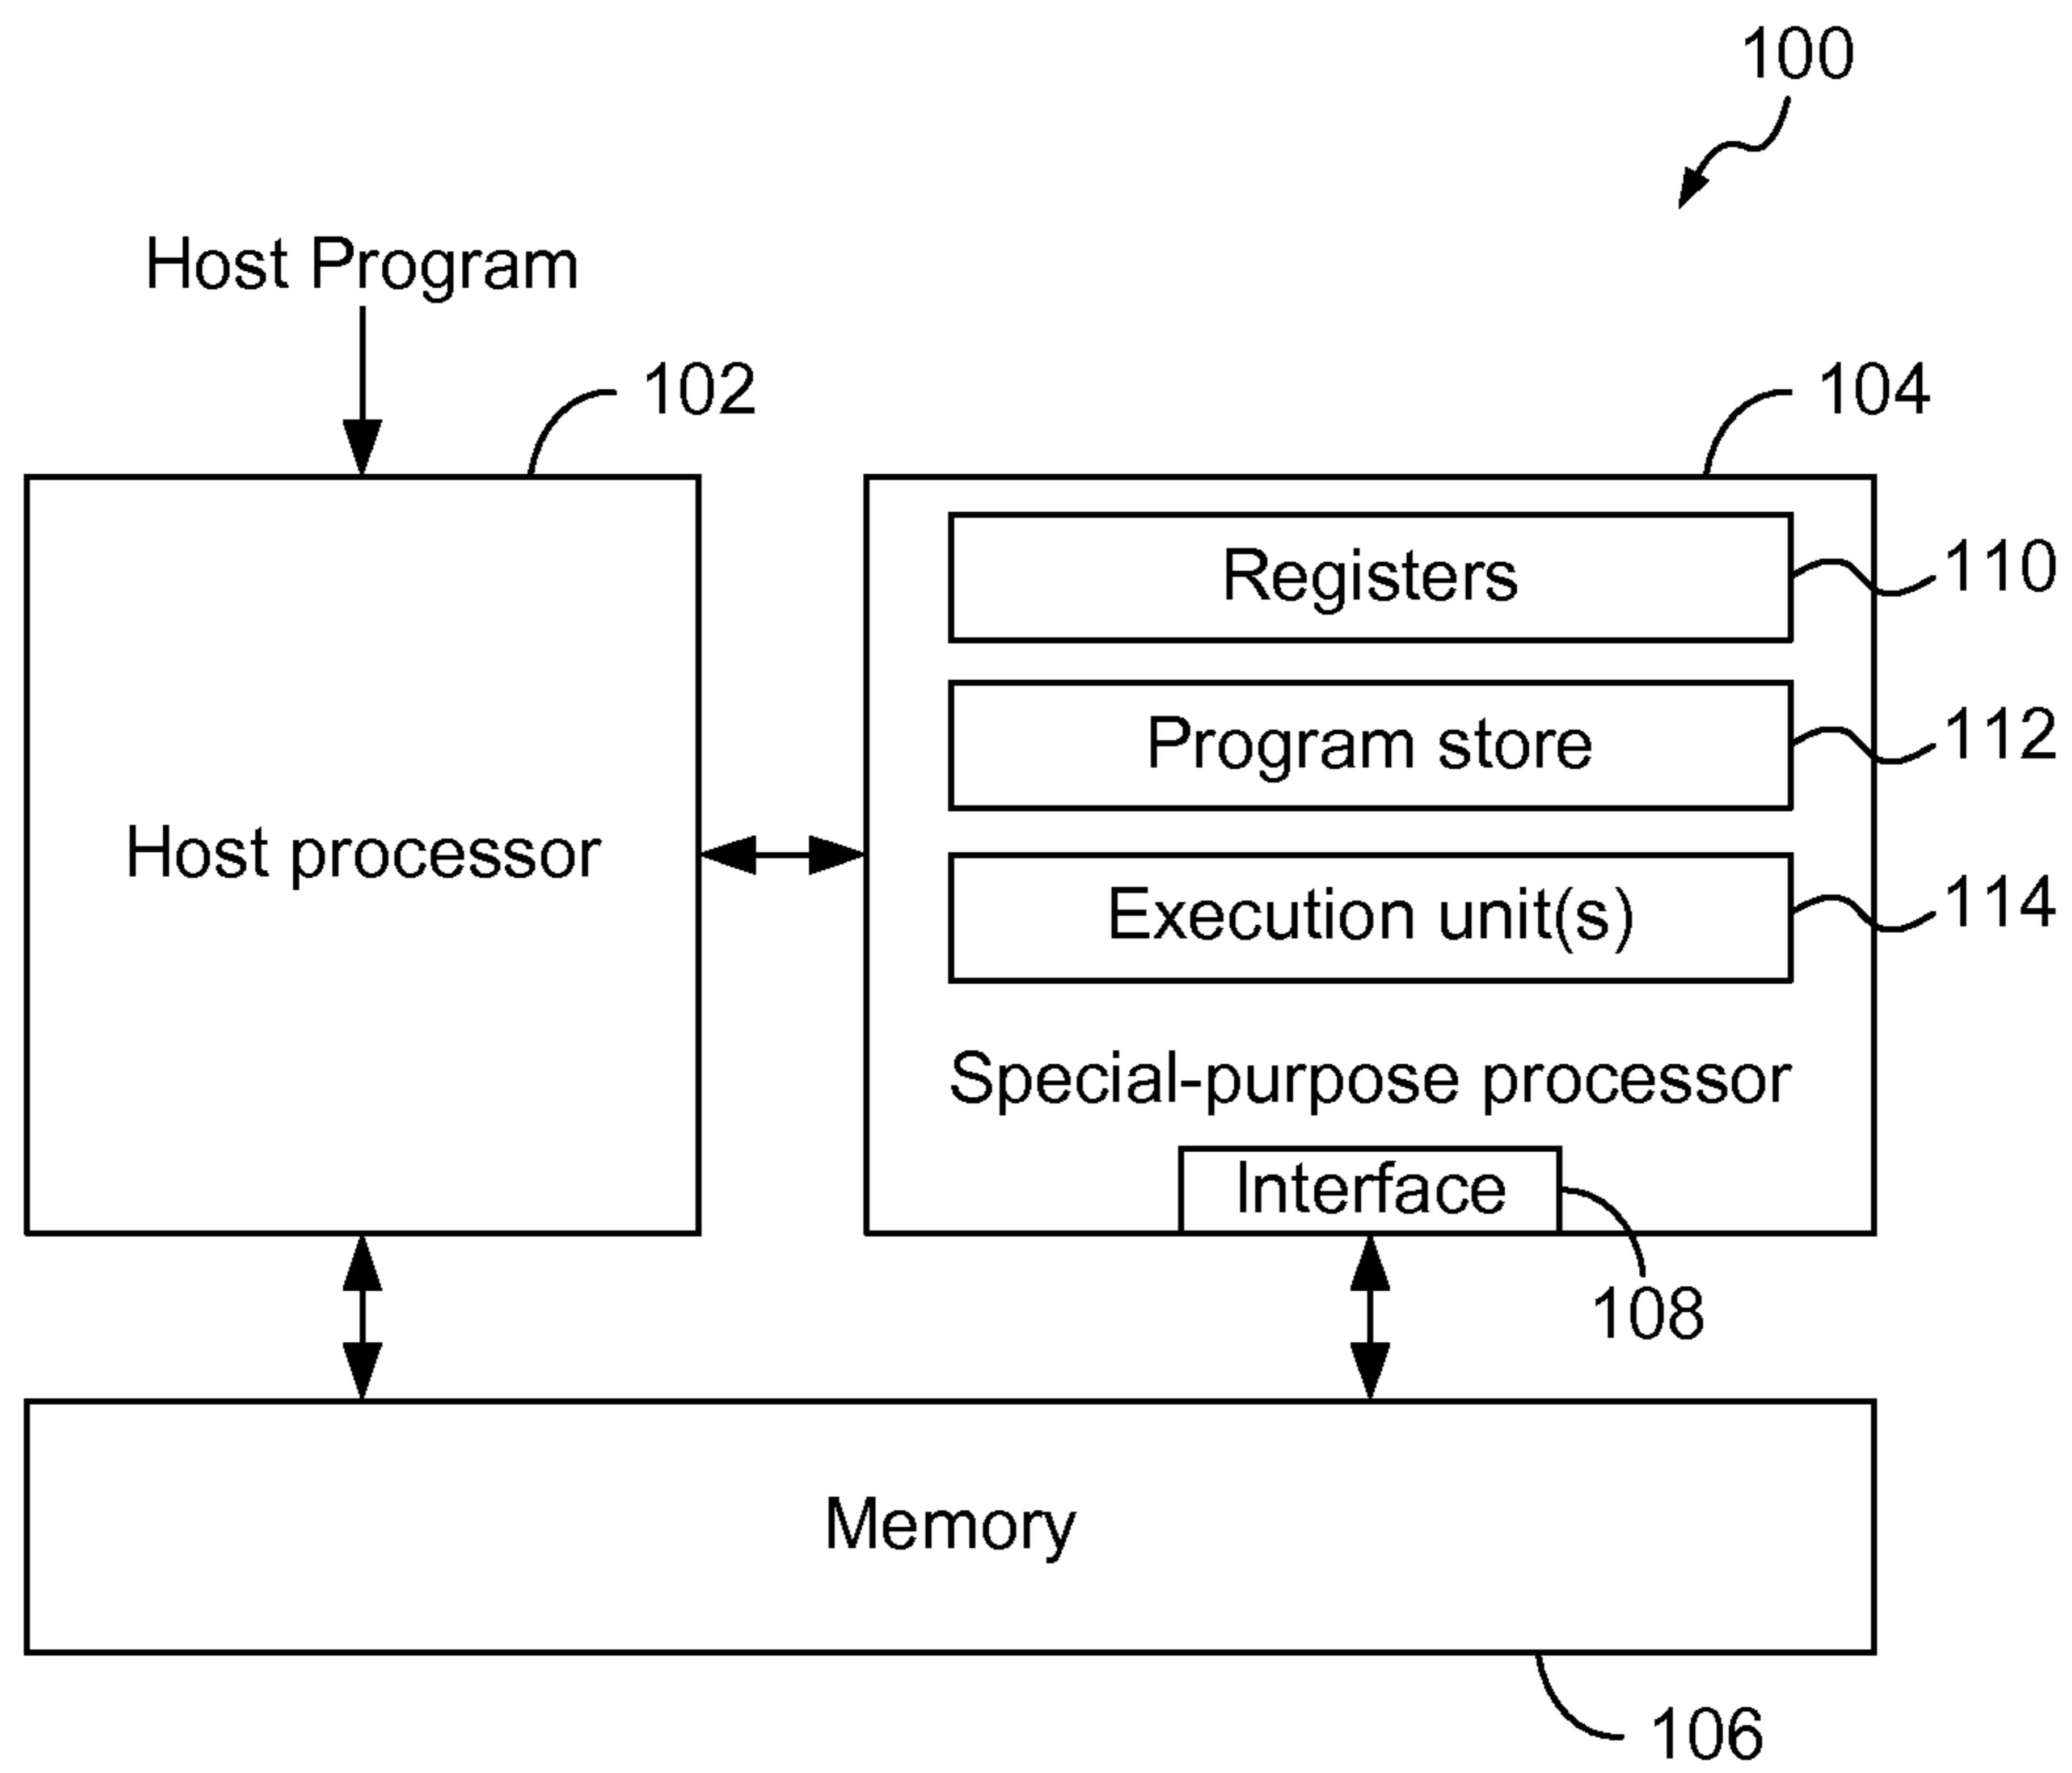 100
Host Program
102
104
Registers
110
Program store
112
Host processor
Execution unit(s)
114
Special-purpose processor
Interface
108
Memory
106